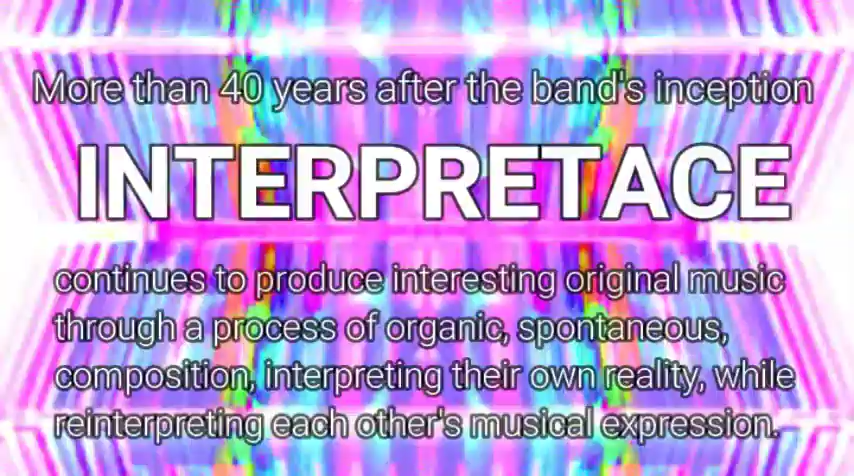 More than 40 years after the band's inception
INTERPRETACE
continues to produce interesting original music
through a process of organic, spontaneous,
composition, interpreting their own reality, while
reinterpreting each other's musical expression.